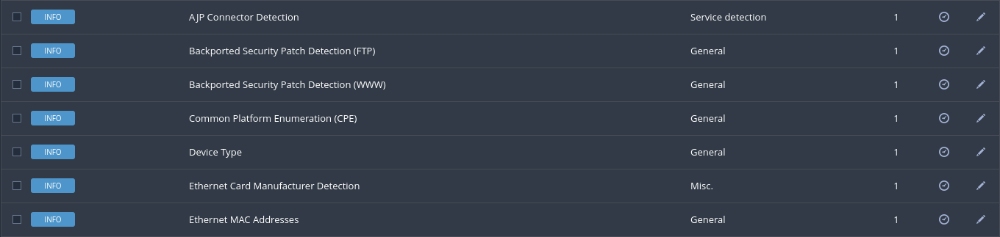 INFO AJP Connector Detection Service detection 1
INFO Backported Security Patch Detection (FTP) General 1
INFO Backported Security Patch Detection (WWW) General 1
INFO Common Platform Enumeration (CPE) General 1
INFO Device Type General 1
INFO Ethernet Card Manufacturer Detection Misc. 1
INFO Ethernet MAC Addresses General 1